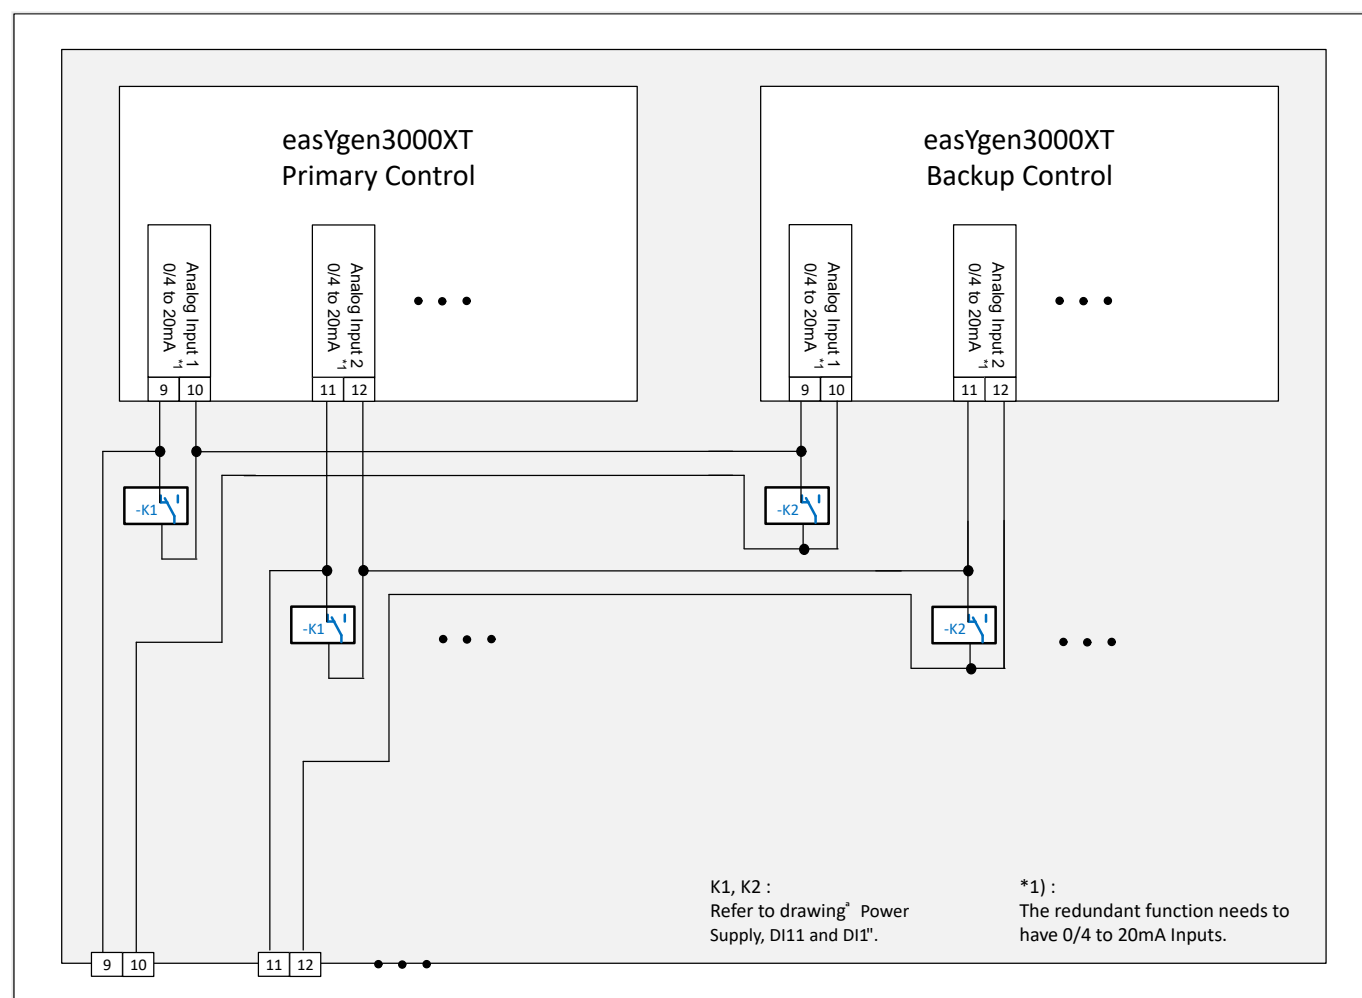 easYgen3000XT
Primary Control
easYgen3000XT
Backup Control
Analog Input 1
0/4 to 20mA *1
Analog Input 2
0/4 to 20mA *1
Analog Input 1
0/4 to 20mA *1
Analog Input 2
0/4 to 20mA *1
9 10
11 12
9 10
11 12
-K1
-K2
-K1
-K2
K1, K2 :
Refer to drawingª Power
Supply, DI11 and DI1".
*1) :
The redundant function needs to
have 0/4 to 20mA Inputs.
9 10
11 12